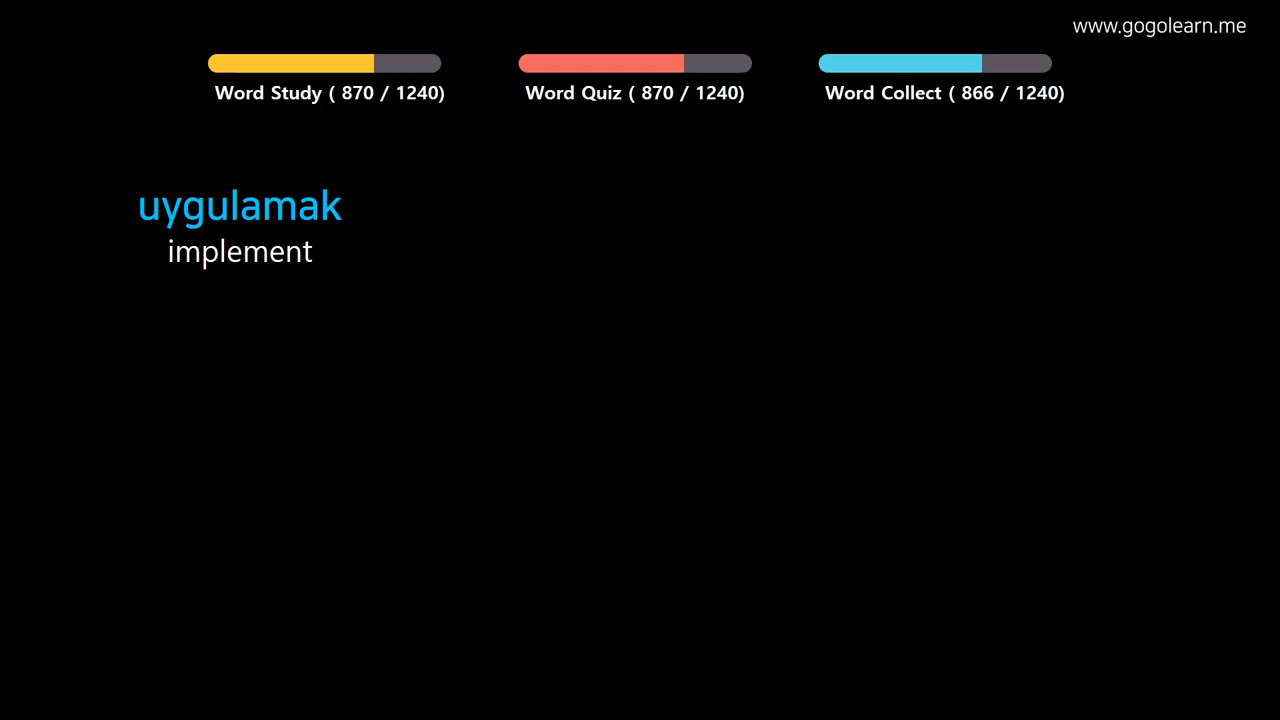 www.gogolearn.me
Word Study ( 870 / 1240)
Word Quiz ( 870 / 1240)
Word Collect ( 866 / 1240)
uygulamak
implement